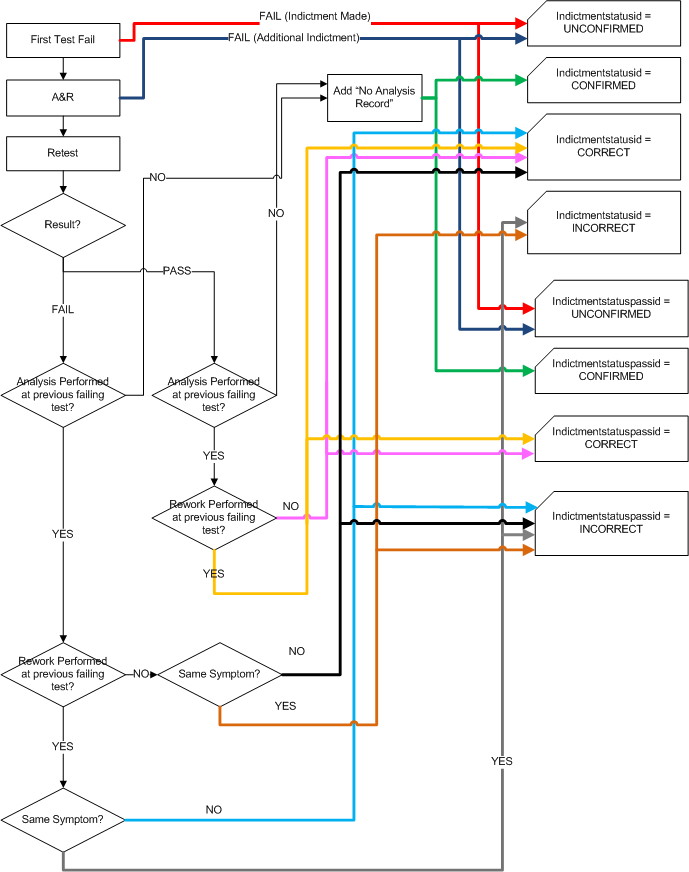 FAIL (Indictment Made)
Indictmentstatusid =
UNCONFIRMED
First Test Fail
FAIL (Additional Indictment)
A&R
Add “No Analysis
Record”
Indictmentstatusid =
CONFIRMED
Retest
Indictmentstatusid =
CORRECT
NO
NO
Result?
Indictmentstatusid =
INCORRECT
PASS
FAIL
Indictmentstatuspassid =
UNCONFIRMED
Analysis Performed
at previous failing
test?
Analysis Performed
at previous failing
test?
Indictmentstatuspassid =
CONFIRMED
YES
Indictmentstatuspassid =
CORRECT
Rework Performed
at previous failing
test?
NO
Indictmentstatuspassid =
INCORRECT
YES
YES
Rework Performed
at previous failing
test?
NO
Same Symptom?
NO
YES
YES
YES
Same Symptom?
NO